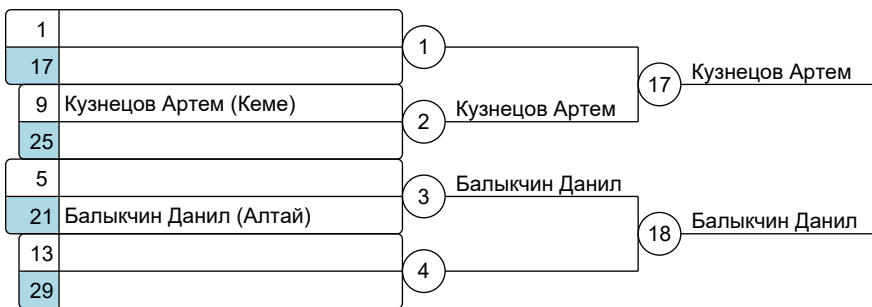 1
17
1
9 Кузнецов Артем (Кеме)
25
2
Кузнецов Артем
17
Кузнецов Артем
5
21 Балыкчин Данил (Алтай)
3
Балыкчин Данил
13
29
4
18
Балыкчин Данил